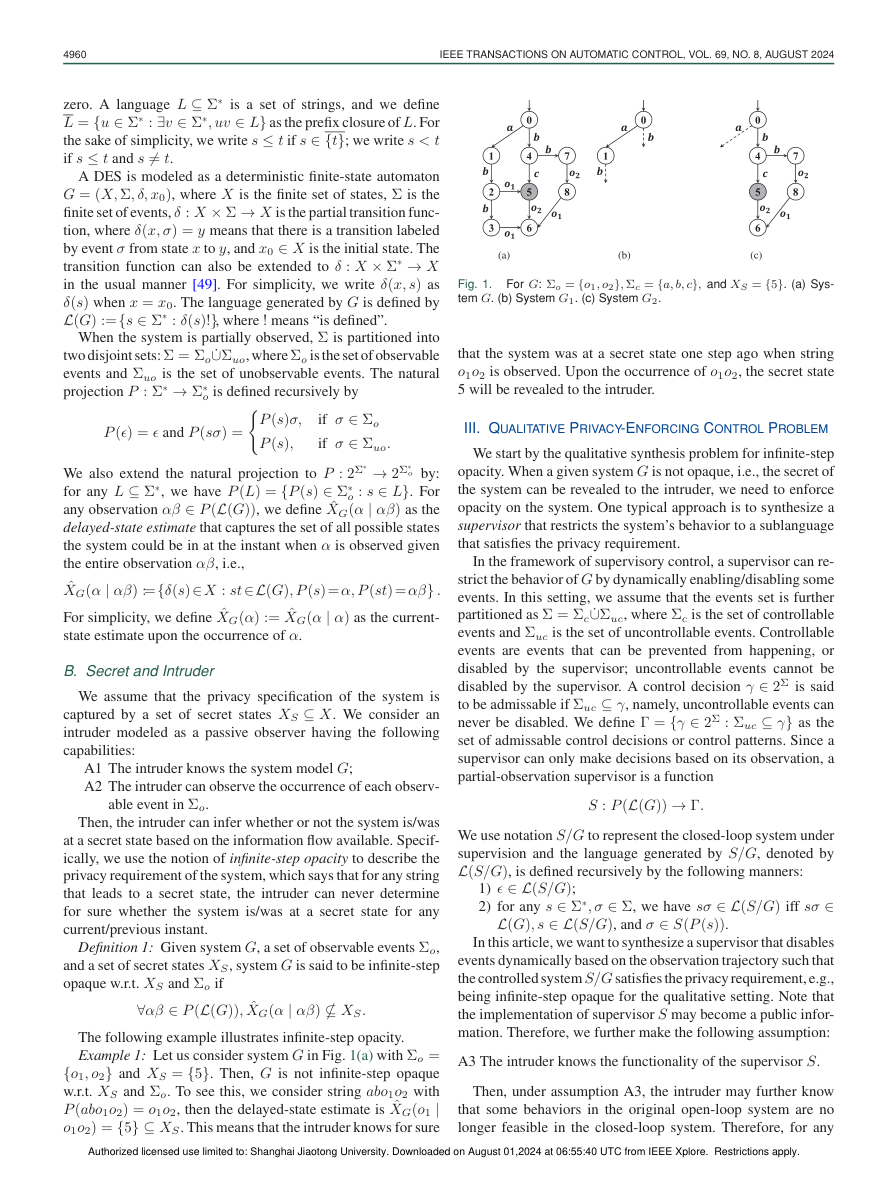 4960
IEEE TRANSACTIONS ON AUTOMATIC CONTROL, VOL. 69, NO. 8, AUGUST 2024
zero. A language L ⊆ Σ* is a set of strings, and we define
L̅ = {u ∈ Σ* : ∃v ∈ Σ*, uv ∈ L} as the prefix closure of L. For
the sake of simplicity, we write s ≤ t if s ∈ \overline{{t}}; we write s < t
if s ≤ t and s ≠ t.
A DES is modeled as a deterministic finite-state automaton
G = (X, Σ, δ, x₀), where X is the finite set of states, Σ is the
finite set of events, δ : X × Σ → X is the partial transition func-
tion, where δ(x, σ) = y means that there is a transition labeled
by event σ from state x to y, and x₀ ∈ X is the initial state. The
transition function can also be extended to δ : X × Σ* → X
in the usual manner [49]. For simplicity, we write δ(x, s) as
δ(s) when x = x₀. The language generated by G is defined by
ℒ(G) := {s ∈ Σ* : δ(s)!}, where ! means “is defined”.
When the system is partially observed, Σ is partitioned into
two disjoint sets: Σ = Σₒ∪̇Σᵤₒ, where Σₒ is the set of observable
events and Σᵤₒ is the set of unobservable events. The natural
projection P : Σ* → Σₒ* is defined recursively by
P(ϵ) = ϵ and P(sσ) = { P(s)σ, if σ ∈ Σₒ
P(s), if σ ∈ Σᵤₒ.
We also extend the natural projection to P : 2^{Σ*} → 2^{Σₒ*} by:
for any L ⊆ Σ*, we have P(L) = {P(s) ∈ Σₒ* : s ∈ L}. For
any observation αβ ∈ P(ℒ(G)), we define X̂_G(α | αβ) as the
delayed-state estimate that captures the set of all possible states
the system could be in at the instant when α is observed given
the entire observation αβ, i.e.,
X̂_G(α | αβ) := {δ(s) ∈ X : st ∈ ℒ(G), P(s) = α, P(st) = αβ} .
For simplicity, we define X̂_G(α) := X̂_G(α | α) as the current-
state estimate upon the occurrence of α.
B. Secret and Intruder
We assume that the privacy specification of the system is
captured by a set of secret states X_S ⊆ X. We consider an
intruder modeled as a passive observer having the following
capabilities:
A1 The intruder knows the system model G;
A2 The intruder can observe the occurrence of each observ-
able event in Σₒ.
Then, the intruder can infer whether or not the system is/was
at a secret state based on the information flow available. Specif-
ically, we use the notion of infinite-step opacity to describe the
privacy requirement of the system, which says that for any string
that leads to a secret state, the intruder can never determine
for sure whether the system is/was at a secret state for any
current/previous instant.
Definition 1: Given system G, a set of observable events Σₒ,
and a set of secret states X_S, system G is said to be infinite-step
opaque w.r.t. X_S and Σₒ if
∀αβ ∈ P(ℒ(G)), X̂_G(α | αβ) ⊈ X_S.
The following example illustrates infinite-step opacity.
Example 1: Let us consider system G in Fig. 1(a) with Σₒ =
{o₁, o₂} and X_S = {5}. Then, G is not infinite-step opaque
w.r.t. X_S and Σₒ. To see this, we consider string abo₁o₂ with
P(abo₁o₂) = o₁o₂, then the delayed-state estimate is X̂_G(o₁ |
o₁o₂) = {5} ⊆ X_S. This means that the intruder knows for sure
0
a
b
1
4
b
7
b
c
o₂
2
o₁
5
8
b
o₂
o₁
3
o₁
6
(a)
0
a
b
1
b
(b)
0
a
b
4
b
7
c
o₂
5
8
o₂
o₁
6
(c)
Fig. 1. For G: Σₒ = {o₁, o₂}, Σ_c = {a, b, c}, and X_S = {5}. (a) Sys-
tem G. (b) System G₁. (c) System G₂.
that the system was at a secret state one step ago when string
o₁o₂ is observed. Upon the occurrence of o₁o₂, the secret state
5 will be revealed to the intruder.
III. QUALITATIVE PRIVACY-ENFORCING CONTROL PROBLEM
We start by the qualitative synthesis problem for infinite-step
opacity. When a given system G is not opaque, i.e., the secret of
the system can be revealed to the intruder, we need to enforce
opacity on the system. One typical approach is to synthesize a
supervisor that restricts the system’s behavior to a sublanguage
that satisfies the privacy requirement.
In the framework of supervisory control, a supervisor can re-
strict the behavior of G by dynamically enabling/disabling some
events. In this setting, we assume that the events set is further
partitioned as Σ = Σ_c∪̇Σ_uc, where Σ_c is the set of controllable
events and Σ_uc is the set of uncontrollable events. Controllable
events are events that can be prevented from happening, or
disabled by the supervisor; uncontrollable events cannot be
disabled by the supervisor. A control decision γ ∈ 2^Σ is said
to be admissable if Σ_uc ⊆ γ, namely, uncontrollable events can
never be disabled. We define Γ = {γ ∈ 2^Σ : Σ_uc ⊆ γ} as the
set of admissable control decisions or control patterns. Since a
supervisor can only make decisions based on its observation, a
partial-observation supervisor is a function
S : P(ℒ(G)) → Γ.
We use notation S/G to represent the closed-loop system under
supervision and the language generated by S/G, denoted by
ℒ(S/G), is defined recursively by the following manners:
1) ϵ ∈ ℒ(S/G);
2) for any s ∈ Σ*, σ ∈ Σ, we have sσ ∈ ℒ(S/G) iff sσ ∈
ℒ(G), s ∈ ℒ(S/G), and σ ∈ S(P(s)).
In this article, we want to synthesize a supervisor that disables
events dynamically based on the observation trajectory such that
the controlled system S/G satisfies the privacy requirement, e.g.,
being infinite-step opaque for the qualitative setting. Note that
the implementation of supervisor S may become a public infor-
mation. Therefore, we further make the following assumption:
A3 The intruder knows the functionality of the supervisor S.
Then, under assumption A3, the intruder may further know
that some behaviors in the original open-loop system are no
longer feasible in the closed-loop system. Therefore, for any
Authorized licensed use limited to: Shanghai Jiaotong University. Downloaded on August 01,2024 at 06:55:40 UTC from IEEE Xplore. Restrictions apply.